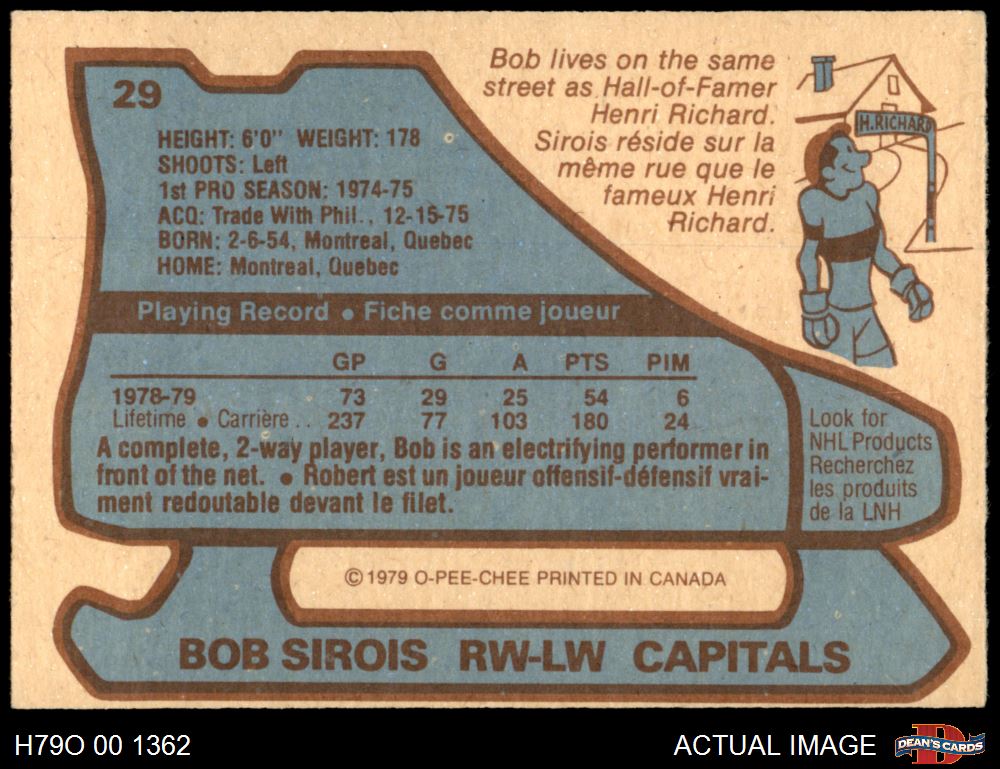 29
HEIGHT: 6'0" WEIGHT: 178
SHOOTS: Left
1st PRO SEASON: 1974-75
ACQ: Trade With Phil., 12-15-75
BORN: 2-6-54, Montreal, Quebec
HOME: Montreal, Quebec
Bob lives on the same
street as Hall-of-Famer
Henri Richard.
Sirois réside sur la
même rue que le
fameux Henri
Richard.
H.RICHARD
Playing Record • Fiche comme joueur
GP G A PTS PIM
1978-79 73 29 25 54 6
Lifetime • Carrière .. 237 77 103 180 24
A complete, 2-way player, Bob is an electrifying performer in
front of the net. • Robert est un joueur offensif-défensif vrai-
ment redoutable devant le filet.
Look for
NHL Products
Recherchez
les produits
de la LNH
© 1979 O-PEE-CHEE PRINTED IN CANADA
BOB SIROIS RW-LW CAPITALS
H79O 00 1362
ACTUAL IMAGE
D
DEAN'S CARDS